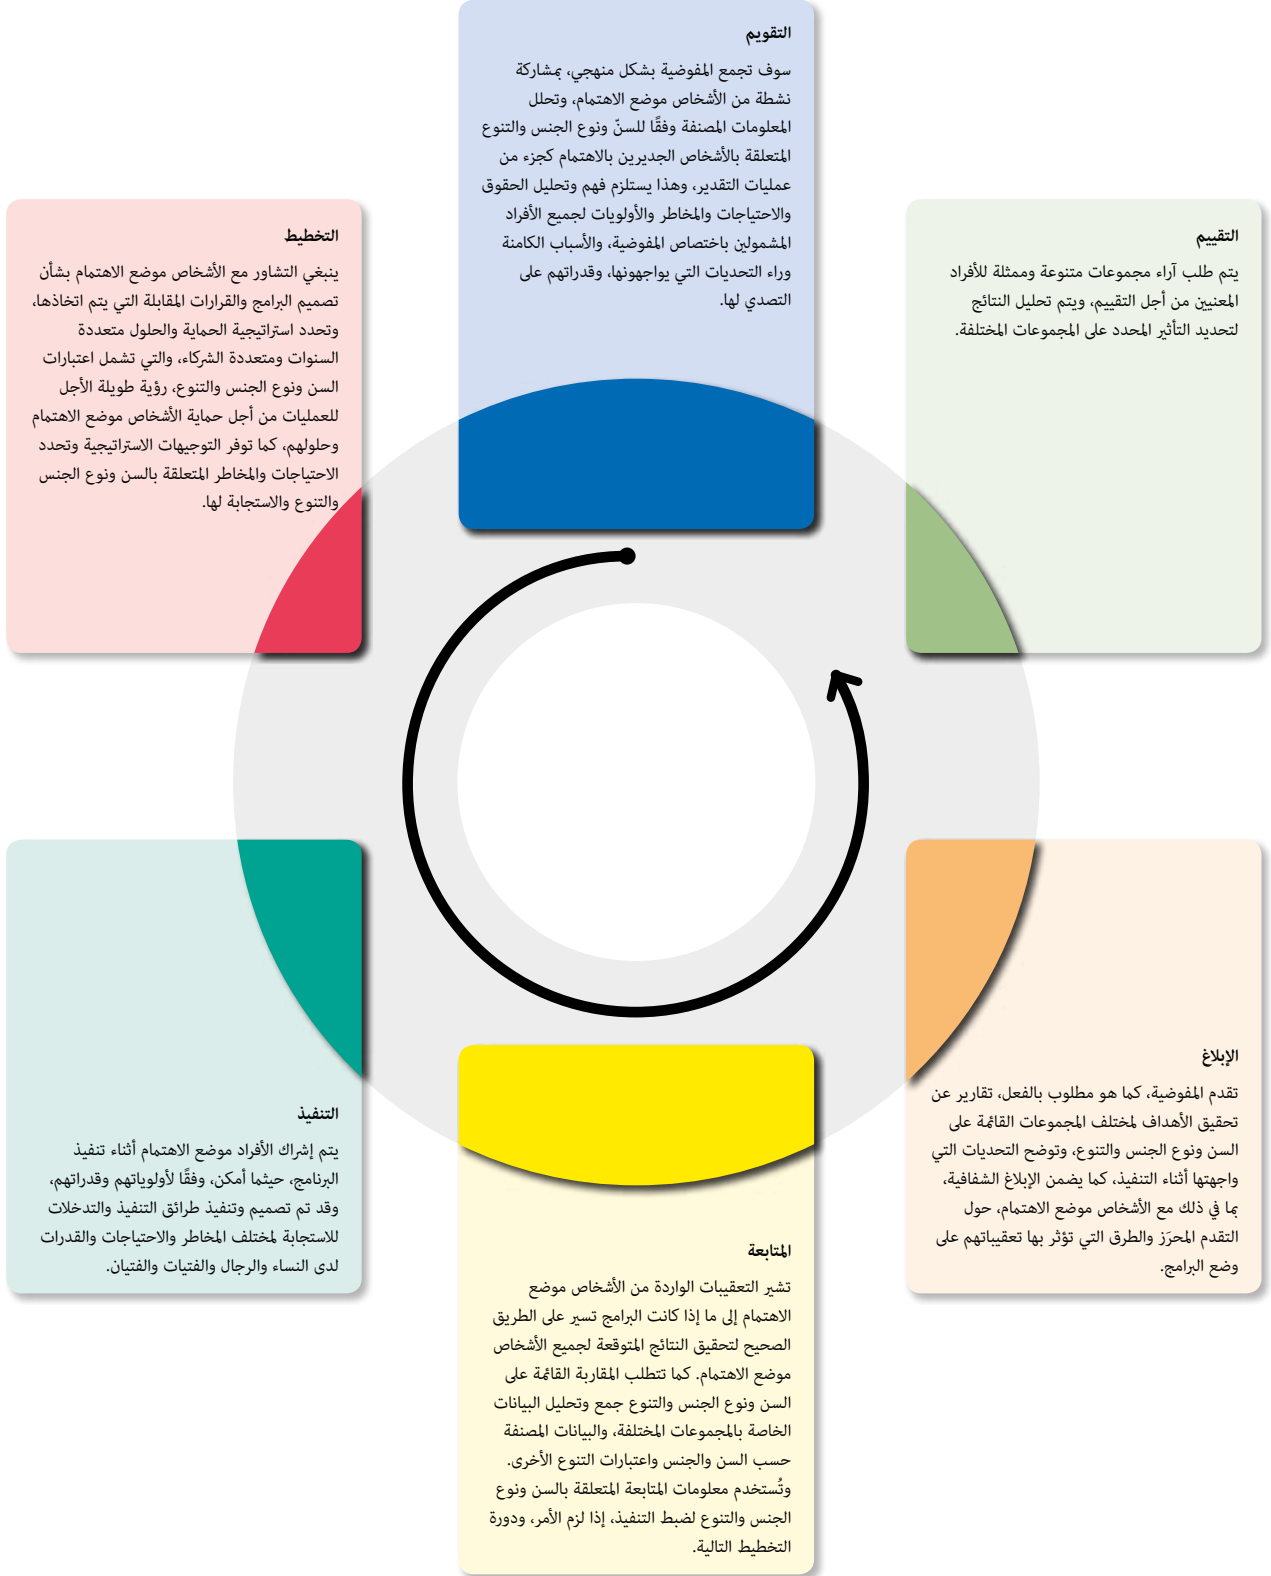 التقويم
سوف تجمع المفوضية بشكل منهجي، بمشاركة
نشطة من الأشخاص موضع الاهتمام، وتحلل
المعلومات المصنفة وفقًا للسنّ ونوع الجنس والتنوع
المتعلقة بالأشخاص الجديرين بالاهتمام كجزء من
عمليات التقدير، وهذا يستلزم فهم وتحليل الحقوق
والاحتياجات والمخاطر والأولويات لجميع الأفراد
المشمولين باختصاص المفوضية، والأسباب الكامنة
وراء التحديات التي يواجهونها، وقدراتهم على
التصدي لها.
التخطيط
ينبغي التشاور مع الأشخاص موضع الاهتمام بشأن
تصميم البرامج والقرارات المقابلة التي يتم اتخاذها،
وتحدد استراتيجية الحماية والحلول متعددة
السنوات ومتعددة الشركاء، والتي تشمل اعتبارات
السن ونوع الجنس والتنوع، رؤية طويلة الأجل
للعمليات من أجل حماية الأشخاص موضع الاهتمام
وحلولهم، كما توفر التوجيهات الاستراتيجية وتحدد
الاحتياجات والمخاطر المتعلقة بالسن ونوع الجنس
والتنوع والاستجابة لها.
التنفيذ
يتم إشراك الأفراد موضع الاهتمام أثناء تنفيذ
البرنامج، حيثما أمكن، وفقًا لأولوياتهم وقدراتهم،
وقد تم تصميم وتنفيذ طرائق التنفيذ والتدخلات
للاستجابة لمختلف المخاطر والاحتياجات والقدرات
لدى النساء والرجال والفتيات والفتيان.
المتابعة
تشير التعقيبات الواردة من الأشخاص موضع
الاهتمام إلى ما إذا كانت البرامج تسير على الطريق
الصحيح لتحقيق النتائج المتوقعة لجميع الأشخاص
موضع الاهتمام. كما تتطلب المقاربة القائمة على
السن ونوع الجنس والتنوع جمع وتحليل البيانات
الخاصة بالمجموعات المختلفة، والبيانات المصنفة
حسب السن والجنس واعتبارات التنوع الأخرى.
وتُستخدم معلومات المتابعة المتعلقة بالسن ونوع
الجنس والتنوع لضبط التنفيذ، إذا لزم الأمر، ودورة
التخطيط التالية.
الإبلاغ
تقدم المفوضية، كما هو مطلوب بالفعل، تقارير عن
تحقيق الأهداف لمختلف المجموعات القائمة على
السن ونوع الجنس والتنوع، وتوضح التحديات التي
واجهتها أثناء التنفيذ، كما يضمن الإبلاغ الشفافية،
بما في ذلك مع الأشخاص موضع الاهتمام، حول
التقدم المحرَز والطرق التي تؤثر بها تعقيباتهم على
وضع البرامج.
التقييم
يتم طلب آراء مجموعات متنوعة وممثلة للأفراد
المعنيين من أجل التقييم، ويتم تحليل النتائج
لتحديد التأثير المحدد على المجموعات المختلفة.